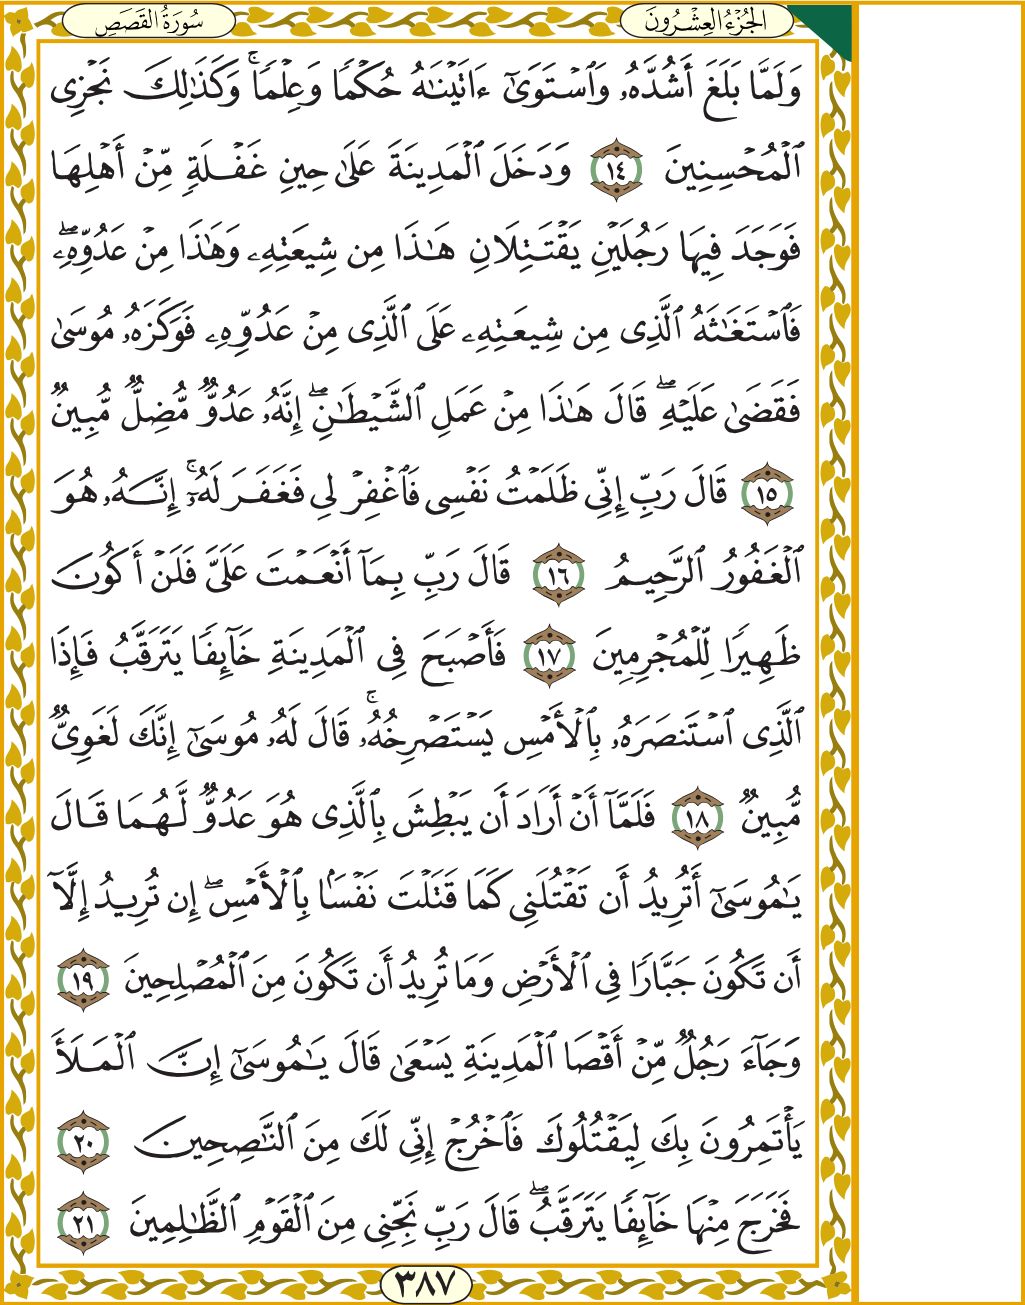 الجُزْءُ العِشْرُونَ
سُورَةُ القَصَصِ
وَلَمَّا بَلَغَ أَشُدَّهُۥ وَٱسْتَوَىٰٓ ءَاتَيْنَٰهُ حُكْمًا وَعِلْمًا ۚ وَكَذَٰلِكَ نَجْزِى
ٱلْمُحْسِنِينَ ١٤ وَدَخَلَ ٱلْمَدِينَةَ عَلَىٰ حِينِ غَفْلَةٍ مِّنْ أَهْلِهَا
فَوَجَدَ فِيهَا رَجُلَيْنِ يَقْتَتِلَانِ هَٰذَا مِن شِيعَتِهِۦ وَهَٰذَا مِنْ عَدُوِّهِۦ ۖ
فَٱسْتَغَٰثَهُ ٱلَّذِى مِن شِيعَتِهِۦ عَلَى ٱلَّذِى مِنْ عَدُوِّهِۦ فَوَكَزَهُۥ مُوسَىٰ
فَقَضَىٰ عَلَيْهِ ۖ قَالَ هَٰذَا مِنْ عَمَلِ ٱلشَّيْطَٰنِ ۖ إِنَّهُۥ عَدُوٌّ مُّضِلٌّ مُّبِينٌ
١٥ قَالَ رَبِّ إِنِّى ظَلَمْتُ نَفْسِى فَٱغْفِرْ لِى فَغَفَرَ لَهُۥٓ ۚ إِنَّهُۥ هُوَ
ٱلْغَفُورُ ٱلرَّحِيمُ ١٦ قَالَ رَبِّ بِمَآ أَنْعَمْتَ عَلَىَّ فَلَنْ أَكُونَ
ظَهِيرًا لِّلْمُجْرِمِينَ ١٧ فَأَصْبَحَ فِى ٱلْمَدِينَةِ خَآئِفًا يَتَرَقَّبُ فَإِذَا
ٱلَّذِى ٱسْتَنصَرَهُۥ بِٱلْأَمْسِ يَسْتَصْرِخُهُۥ ۚ قَالَ لَهُۥ مُوسَىٰٓ إِنَّكَ لَغَوِىٌّ
مُّبِينٌ ١٨ فَلَمَّآ أَنْ أَرَادَ أَن يَبْطِشَ بِٱلَّذِى هُوَ عَدُوٌّ لَّهُمَا قَالَ
يَٰمُوسَىٰٓ أَتُرِيدُ أَن تَقْتُلَنِى كَمَا قَتَلْتَ نَفْسًۢا بِٱلْأَمْسِ ۖ إِن تُرِيدُ إِلَّآ
أَن تَكُونَ جَبَّارًا فِى ٱلْأَرْضِ وَمَا تُرِيدُ أَن تَكُونَ مِنَ ٱلْمُصْلِحِينَ ١٩
وَجَآءَ رَجُلٌ مِّنْ أَقْصَا ٱلْمَدِينَةِ يَسْعَىٰ قَالَ يَٰمُوسَىٰٓ إِنَّ ٱلْمَلَأَ
يَأْتَمِرُونَ بِكَ لِيَقْتُلُوكَ فَٱخْرُجْ إِنِّى لَكَ مِنَ ٱلنَّٰصِحِينَ ٢٠
فَخَرَجَ مِنْهَا خَآئِفًا يَتَرَقَّبُ ۖ قَالَ رَبِّ نَجِّنِى مِنَ ٱلْقَوْمِ ٱلظَّٰلِمِينَ ٢١
٣٨٧